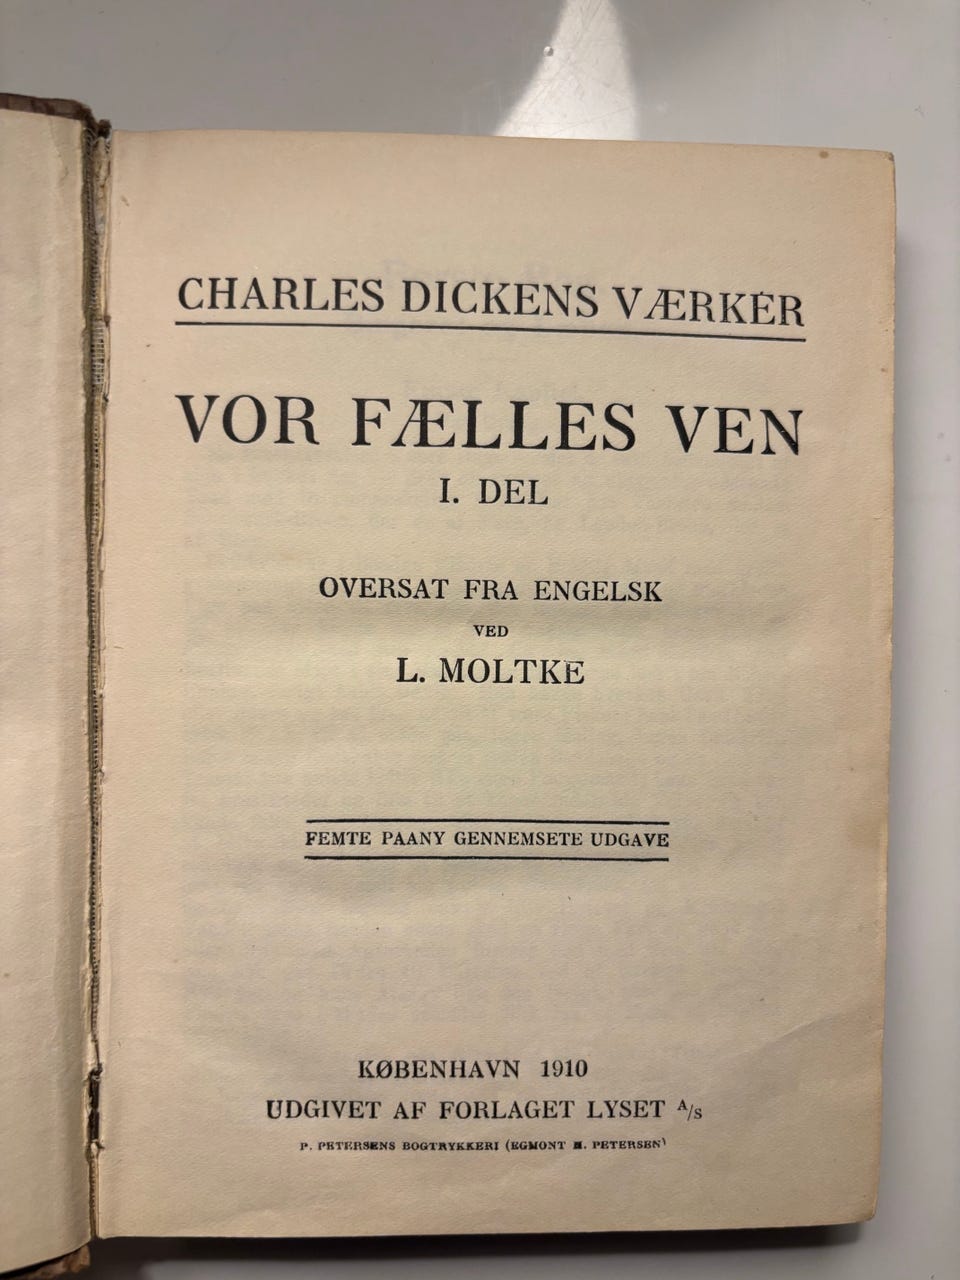 CHARLES DICKENS VÆRKER
VOR FÆLLES VEN
I. DEL
OVERSAT FRA ENGELSK
VED
L. MOLTKE
FEMTE PAANY GENNEMSETE UDGAVE
KØBENHAVN 1910
UDGIVET AF FORLAGET LYSET A/S
P. PETERSENS BOGTRYKKERI (EGMONT H. PETERSEN)